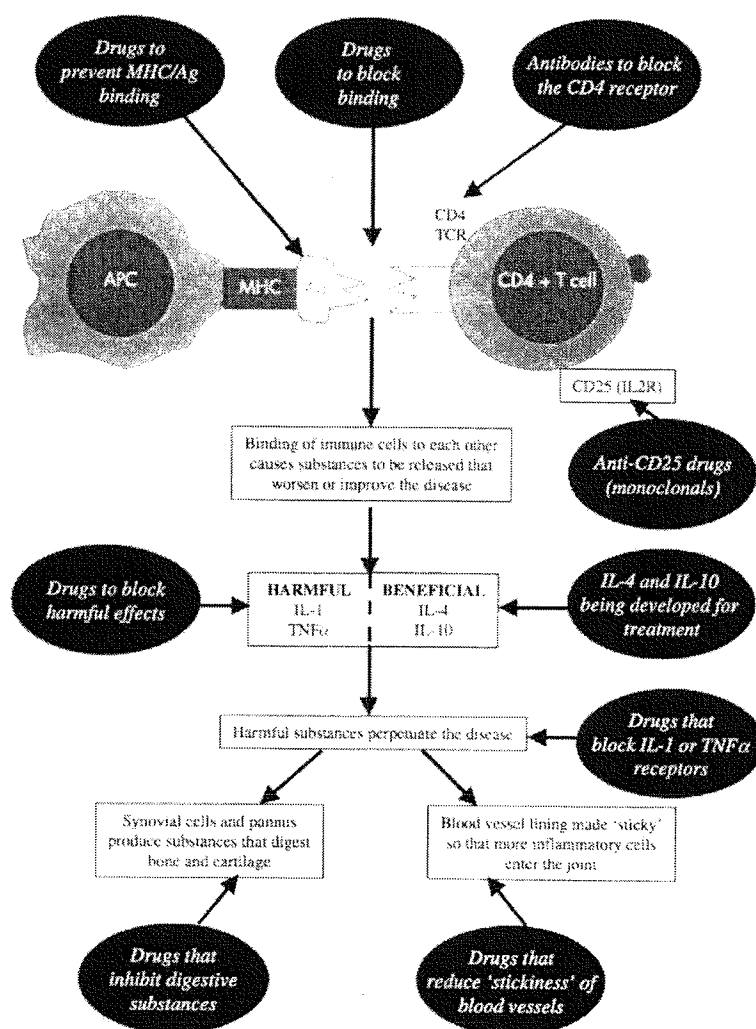 Drugs to
prevent MHC/Ag
binding
Drugs
to block
binding
Antibodies to block
the CD4 receptor
CD4
TCR
APC
MHC
CD4 + T cell
CD25 (IL2R)
Binding of immune cells to each other
causes substances to be released that
worsen or improve the disease
Anti-CD25 drugs
(monoclonals)
Drugs to block
harmful effects
HARMFUL
IL-1
TNFα
BENEFICIAL
IL-4
IL-10
IL-4 and IL-10
being developed for
treatment
Harmful substances perpetuate the disease
Drugs that
block IL-1 or TNFα
receptors
Synovial cells and pannus
produce substances that digest
bone and cartilage
Blood vessel lining made ‘sticky’
so that more inflammatory cells
enter the joint
Drugs that
inhibit digestive
substances
Drugs that
reduce ‘stickiness’ of
blood vessels